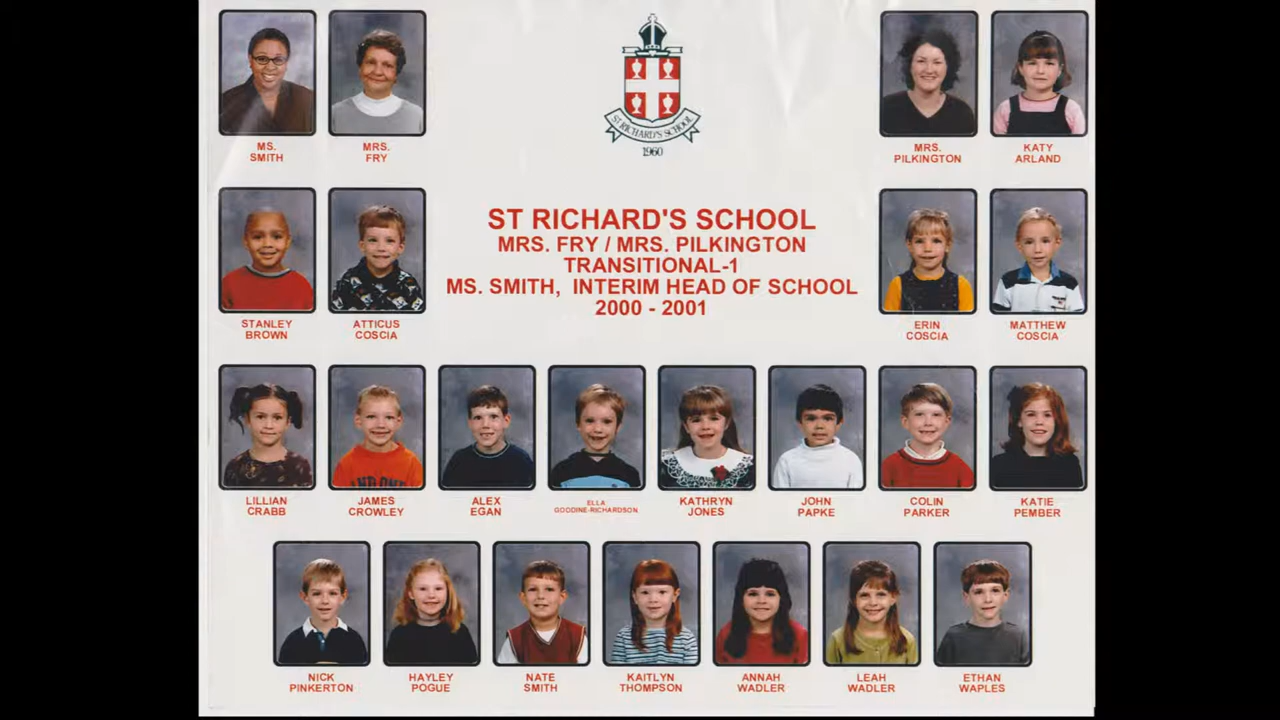 ST RICHARD'S SCHOOL
1960
MS.
SMITH
MRS.
FRY
MRS.
PILKINGTON
KATY
ARLAND
ST RICHARD'S SCHOOL
MRS. FRY / MRS. PILKINGTON
TRANSITIONAL-1
MS. SMITH, INTERIM HEAD OF SCHOOL
2000 - 2001
STANLEY
BROWN
ATTICUS
COSCIA
ERIN
COSCIA
MATTHEW
COSCIA
AND ONE
LILLIAN
CRABB
JAMES
CROWLEY
ALEX
EGAN
ELLA
GOODINE-RICHARDSON
KATHRYN
JONES
JOHN
PAPKE
COLIN
PARKER
KATIE
PEMBER
NICK
PINKERTON
HAYLEY
POGUE
NATE
SMITH
KAITLYN
THOMPSON
ANNAH
WADLER
LEAH
WADLER
ETHAN
WAPLES